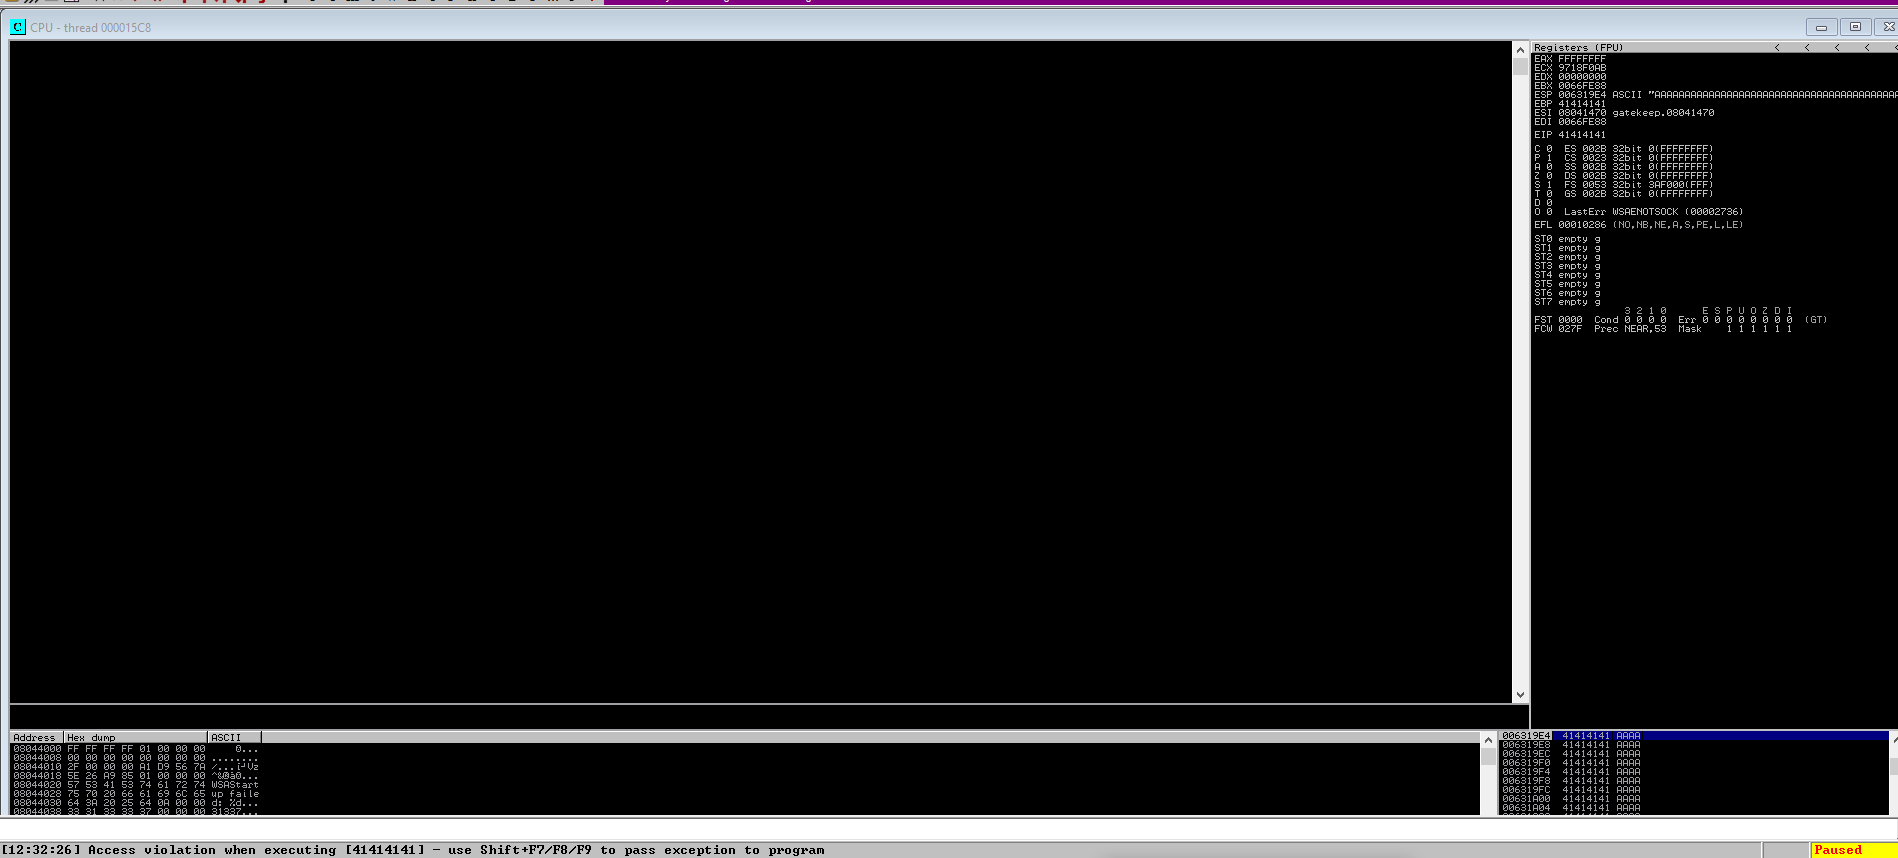 CPU - thread 000015C8
Registers (FPU) < < < < <
EAX FFFFFFFF
ECX 9718F0AB
EDX 00000000
EBX 0066FE88
ESP 006319E4 ASCII "AAAAAAAAAAAAAAAAAAAAAAAAAAAAAAAAAAAAAAAAA
EBP 41414141
ESI 08041470 gatekeep.08041470
EDI 0066FE88
EIP 41414141
C 0 ES 002B 32bit 0(FFFFFFFF)
P 1 CS 0023 32bit 0(FFFFFFFF)
A 0 SS 002B 32bit 0(FFFFFFFF)
Z 0 DS 002B 32bit 0(FFFFFFFF)
S 1 FS 0053 32bit 3AF000(FFF)
T 0 GS 002B 32bit 0(FFFFFFFF)
D 0
O 0 LastErr WSAENOTSOCK (00002736)
EFL 00010286 (NO,NB,NE,A,S,PE,L,LE)
ST0 empty g
ST1 empty g
ST2 empty g
ST3 empty g
ST4 empty g
ST5 empty g
ST6 empty g
ST7 empty g
3 2 1 0 E S P U O Z D I
FST 0000 Cond 0 0 0 0 Err 0 0 0 0 0 0 0 0 (GT)
FCW 027F Prec NEAR,53 Mask 1 1 1 1 1 1
Address Hex dump ASCII
08044000 FF FF FF FF 01 00 00 00 0...
08044008 00 00 00 00 00 00 00 00 ........
08044010 2F 00 00 00 A1 D9 56 7A
08044018 5E 26 A9 85 01 00 00 00
08044020 57 53 41 53 74 61 72 74 WSAStart
08044028 75 70 20 66 61 69 6C 65 up faile
08044030 64 3A 20 25 64 0A 00 00 d: %d...
08044038 33 31 33 33 37 00 00 00 31337...
006319E4 41414141 AAAA
006319E8 41414141 AAAA
006319EC 41414141 AAAA
006319F0 41414141 AAAA
006319F4 41414141 AAAA
006319F8 41414141 AAAA
006319FC 41414141 AAAA
00631A00 41414141 AAAA
00631A04 41414141 AAAA
[12:32:26] Access violation when executing [41414141] - use Shift+F7/F8/F9 to pass exception to program
Paused